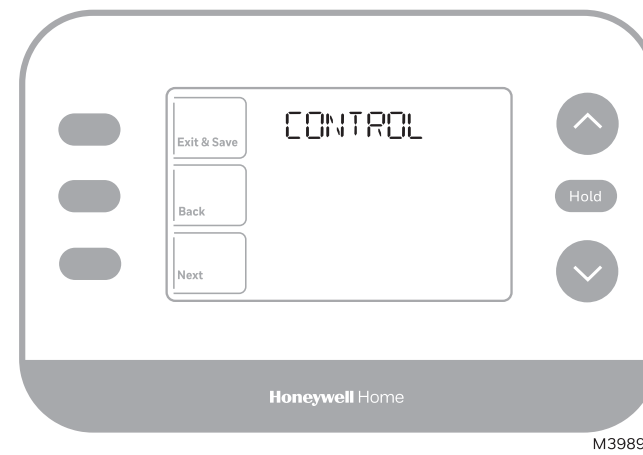 CONTROL
Exit & Save
Back
Hold
Next
Honeywell Home
M3989